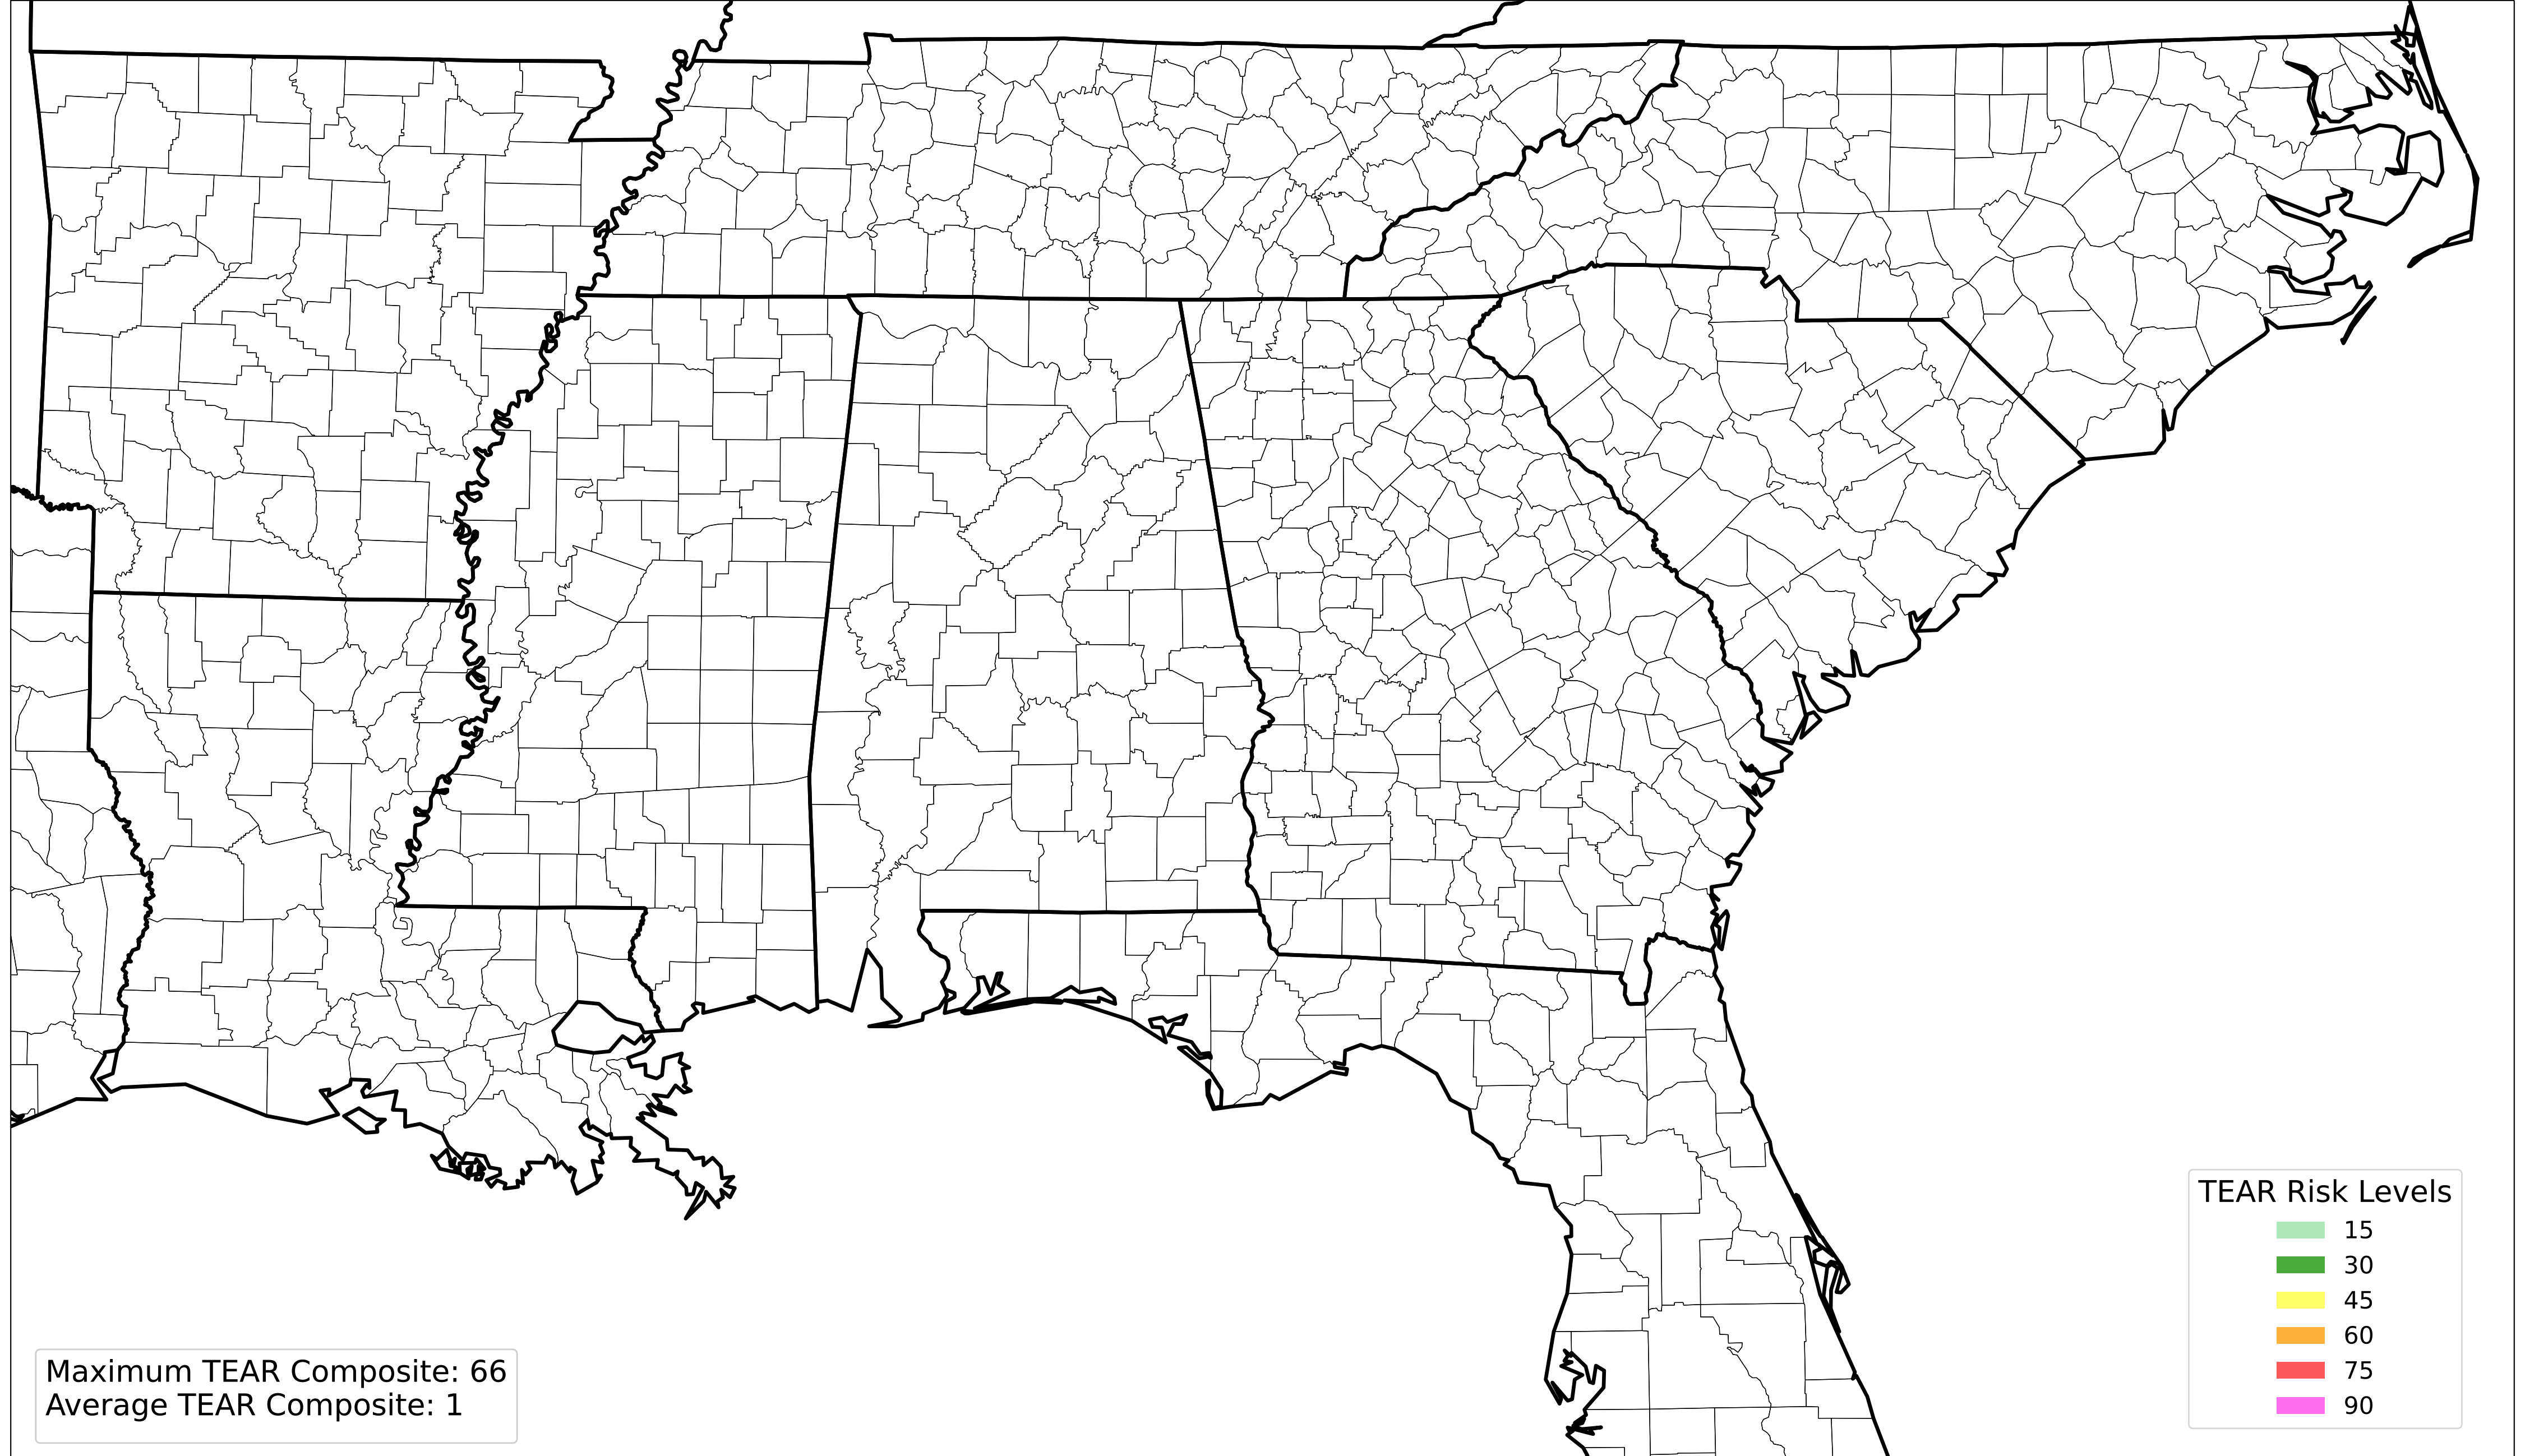 TEAR Risk Levels
15
30
45
60
75
90
Maximum TEAR Composite: 66
Average TEAR Composite: 1